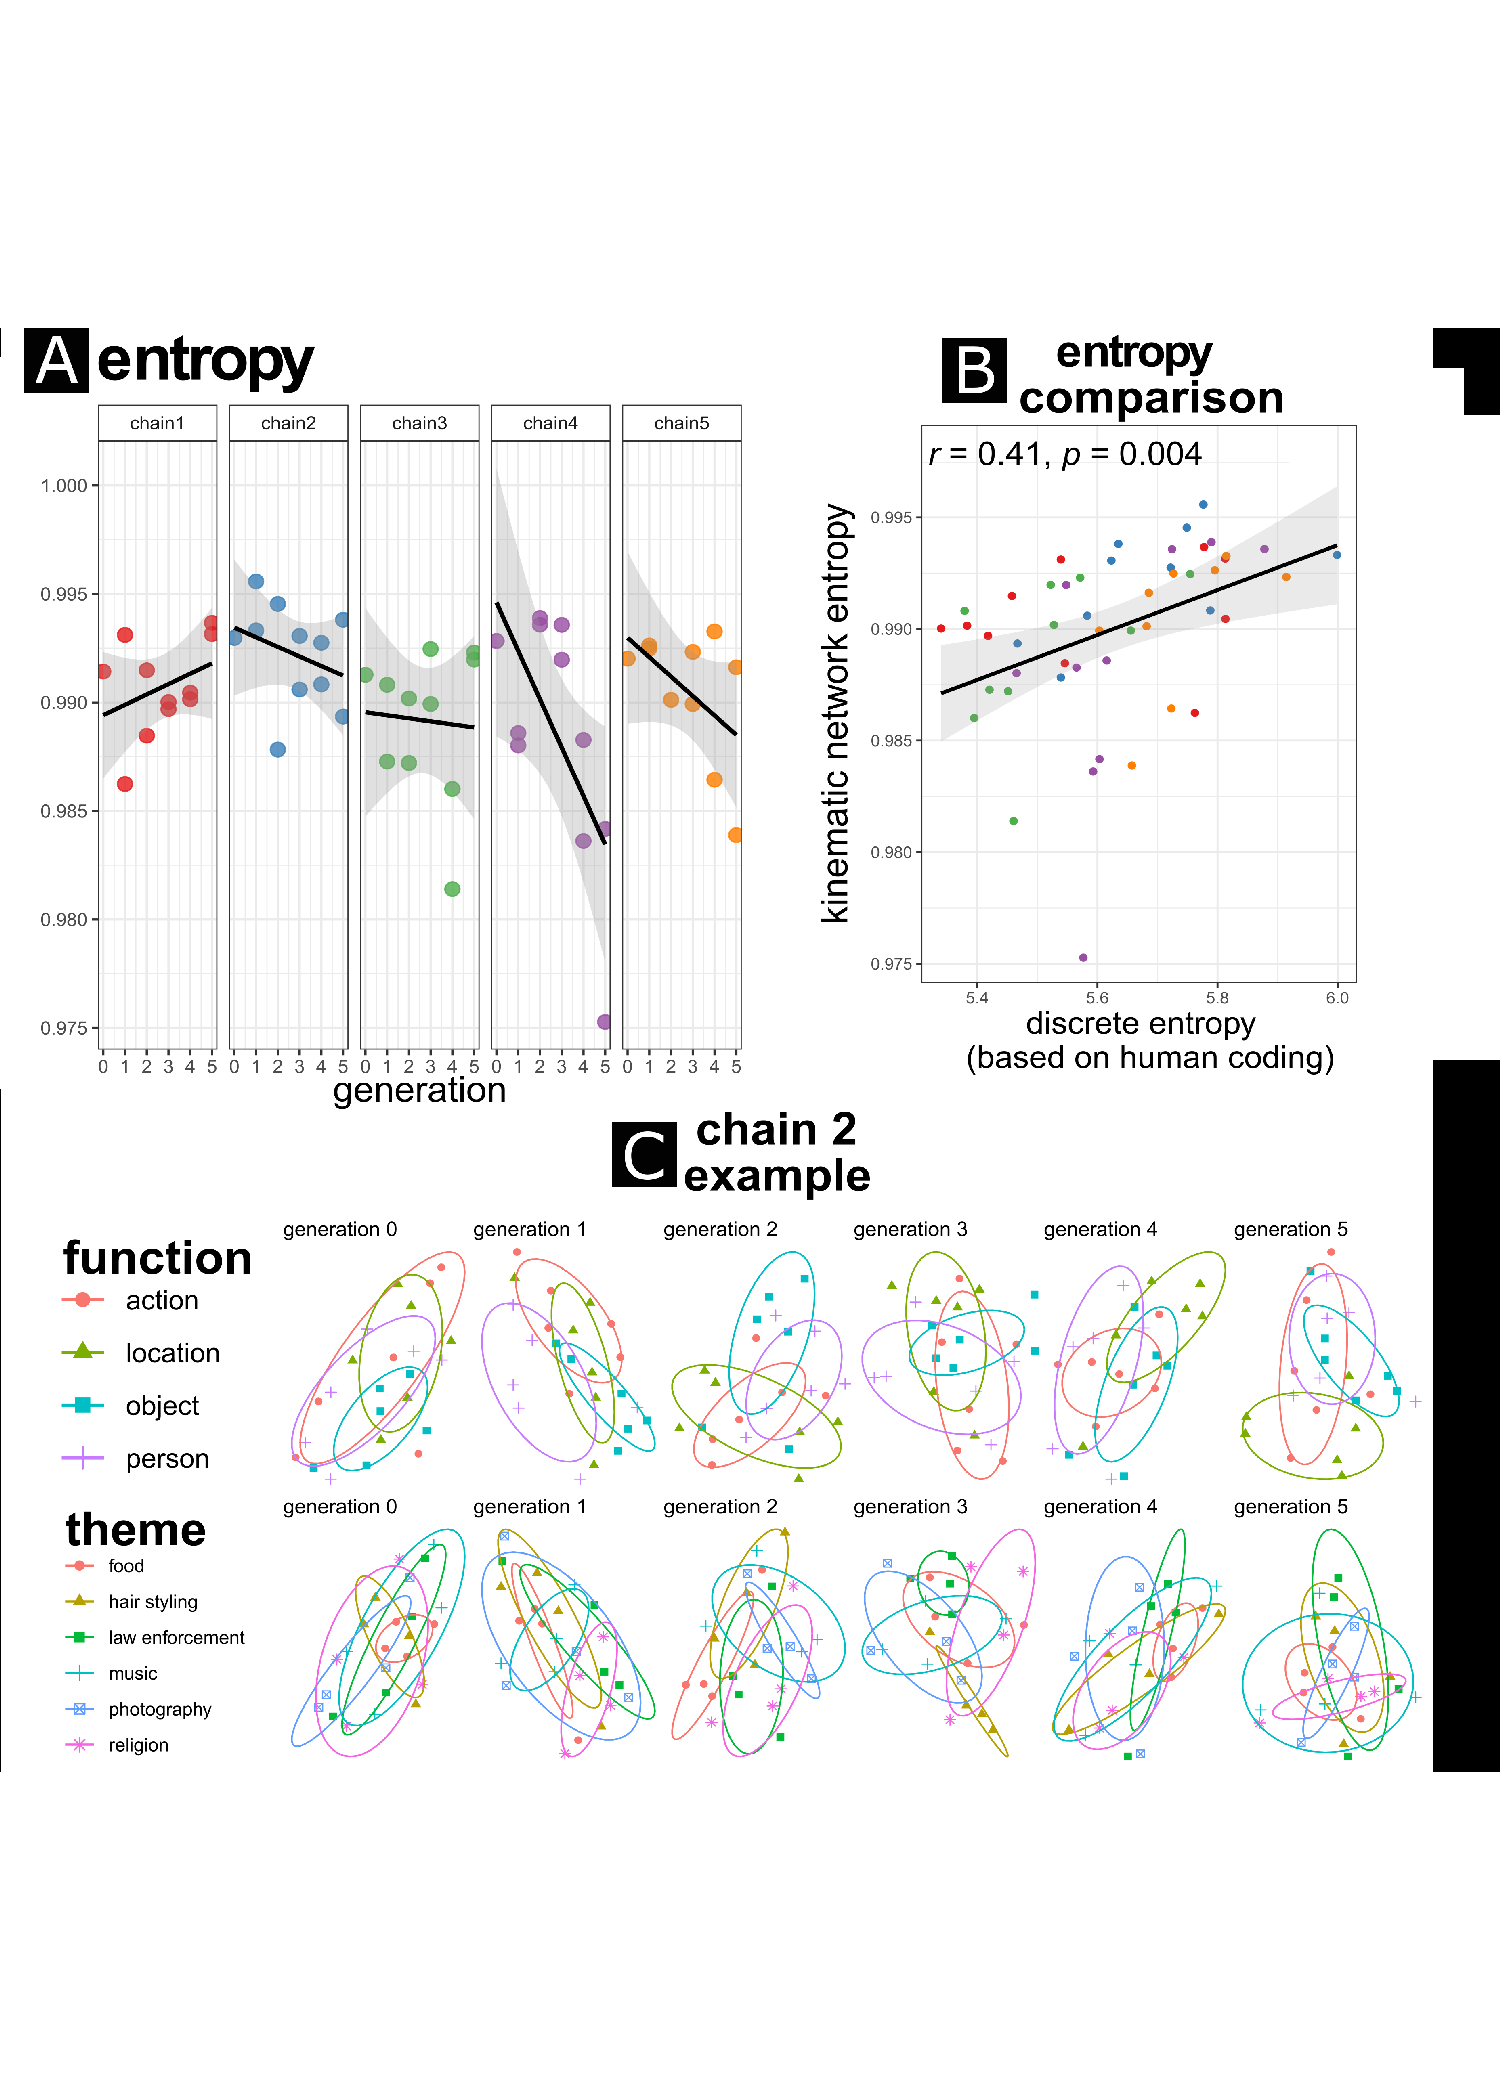 A entropy
chain1 chain2 chain3 chain4 chain5
1.000
0.995
0.990
0.985
0.980
0.975
0 1 2 3 4 5 0 1 2 3 4 5 0 1 2 3 4 5 0 1 2 3 4 5 0 1 2 3 4 5
generation
B entropy
comparison
r = 0.41, p = 0.004
kinematic network entropy
0.995
0.990
0.985
0.980
0.975
5.4 5.6 5.8 6.0
discrete entropy
(based on human coding)
C chain 2
example
function
action
location
object
person
generation 0 generation 1 generation 2 generation 3 generation 4 generation 5
theme
food
hair styling
law enforcement
music
photography
religion
generation 0 generation 1 generation 2 generation 3 generation 4 generation 5